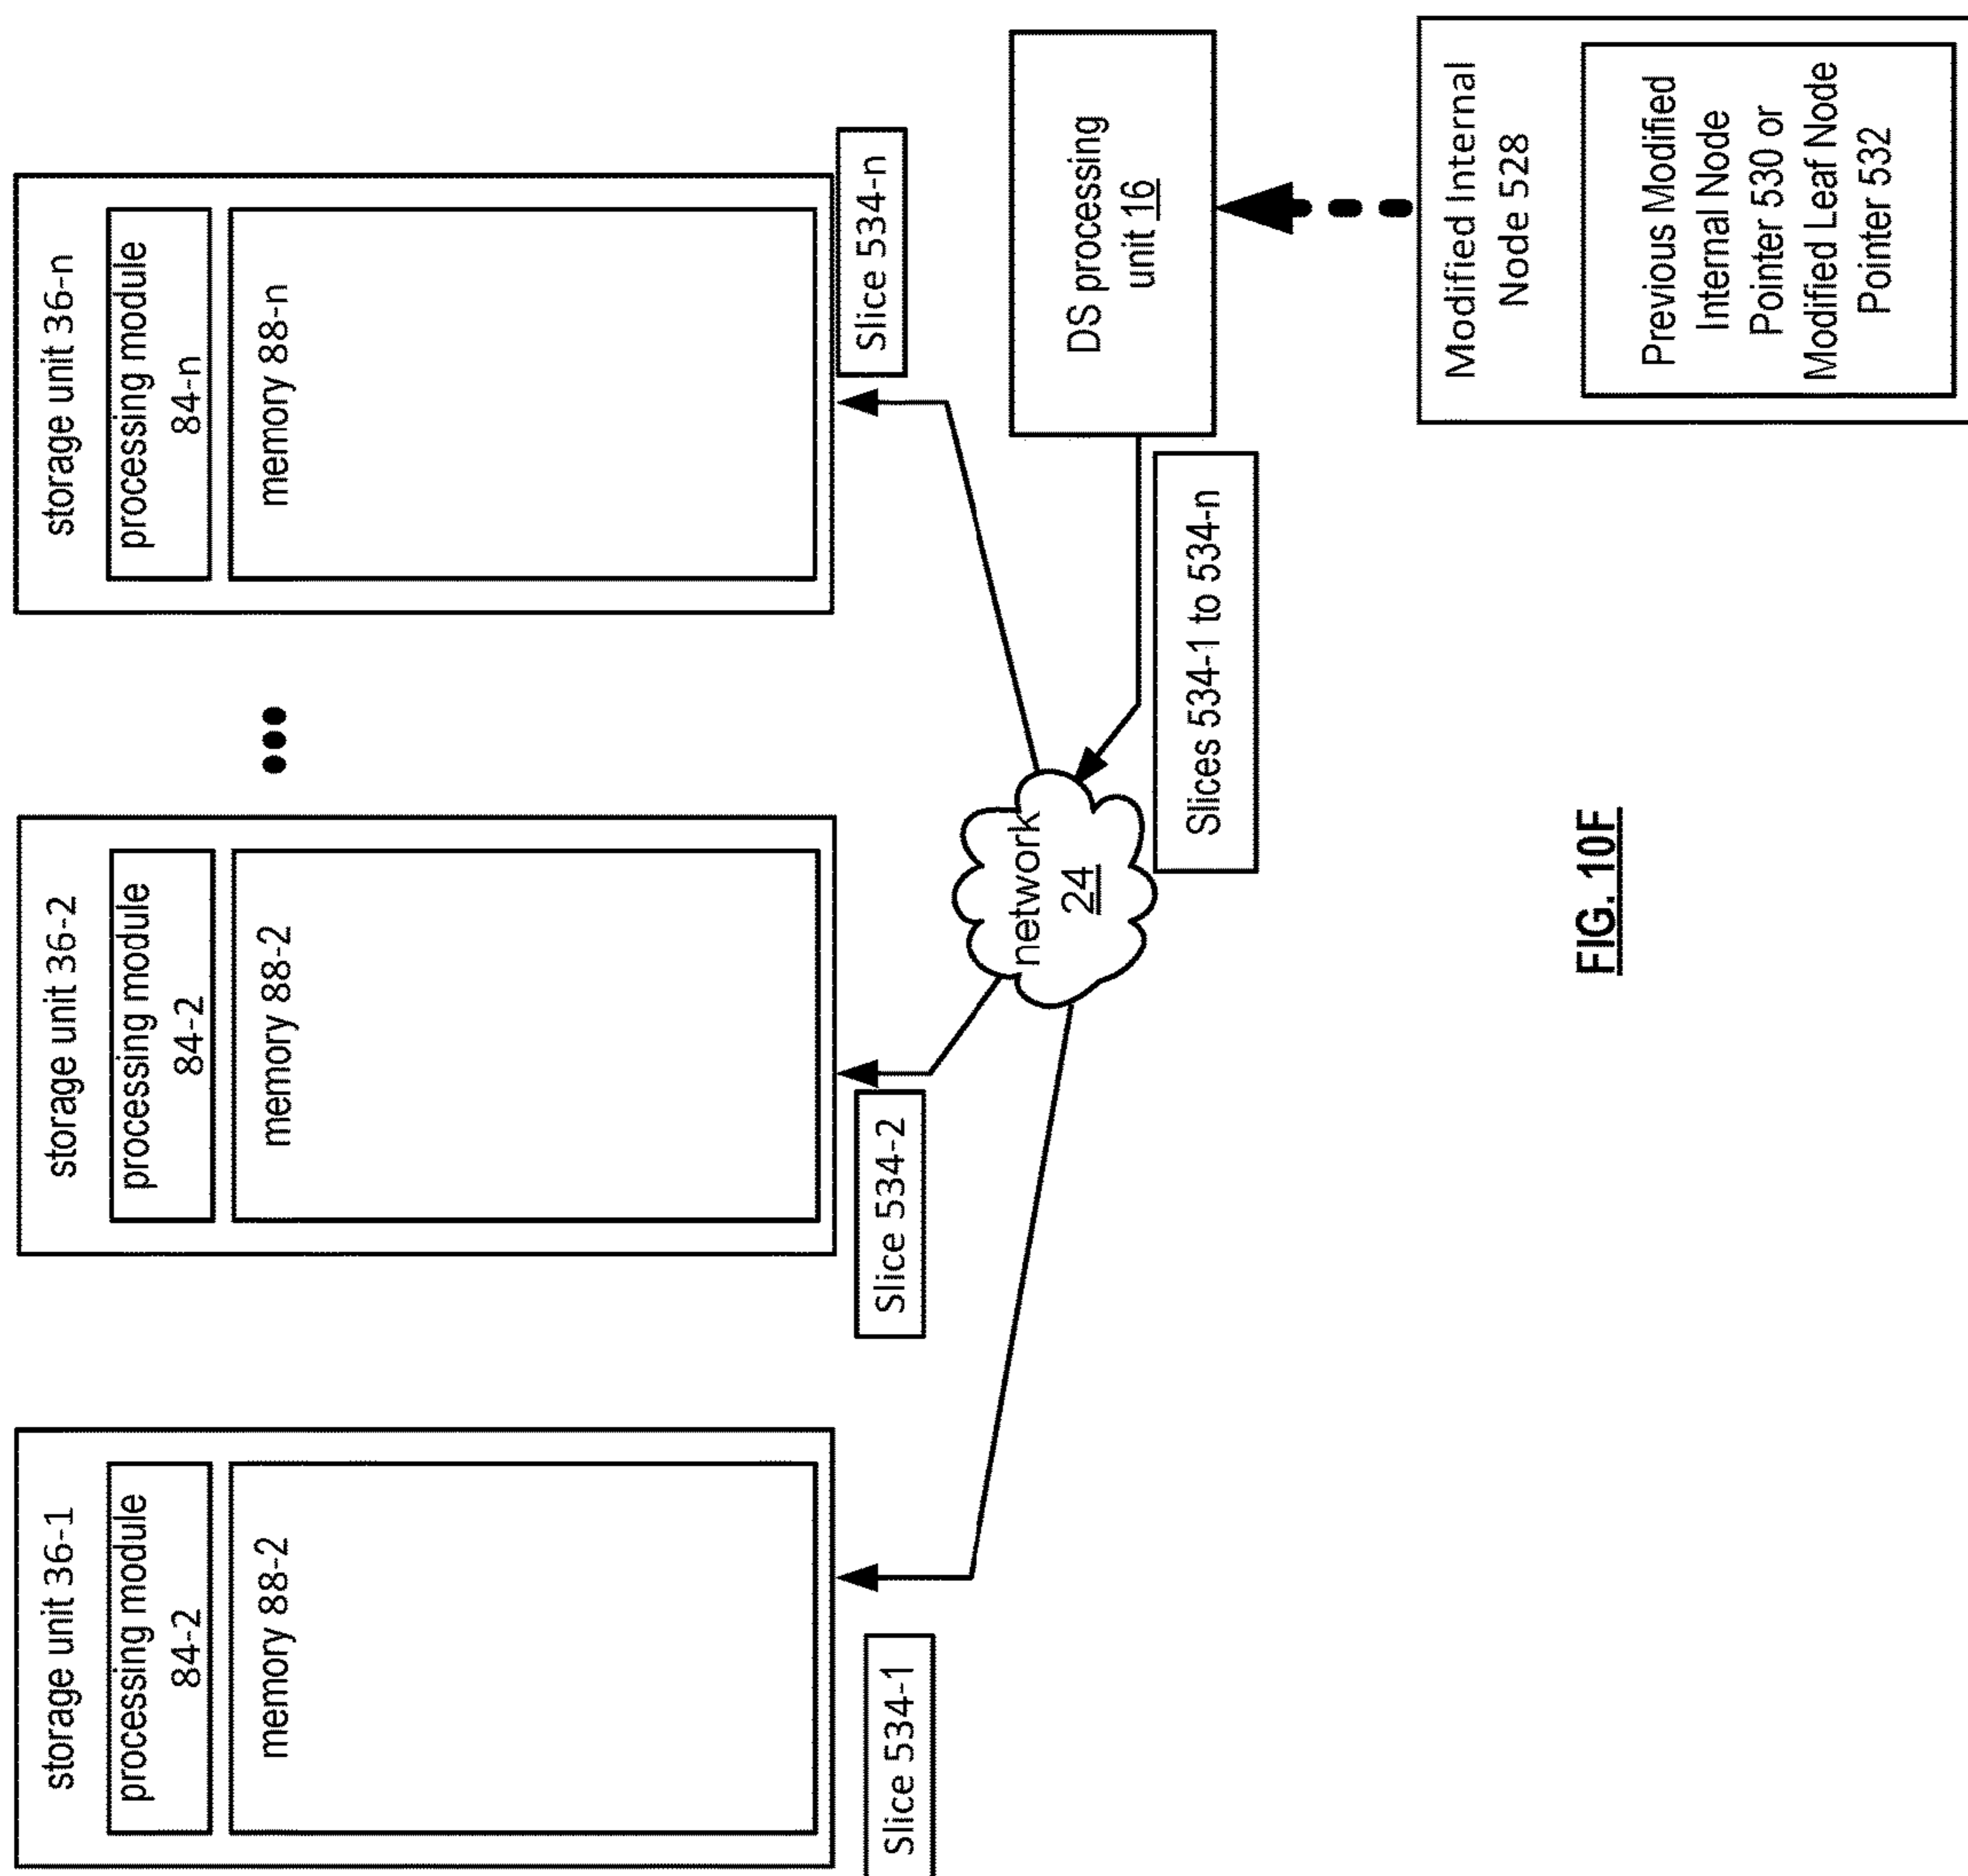 storage unit 36-1
processing module
84-2
memory 88-2
Slice 534-1
storage unit 36-2
processing module
84-2
memory 88-2
Slice 534-2
storage unit 36-n
processing module
84-n
memory 88-n
Slice 534-n
network
24
DS processing
unit 16
Slices 534-1 to 534-n
Modified Internal
Node 528
Previous Modified
Internal Node
Pointer 530 or
Modified Leaf Node
Pointer 532
FIG. 10F